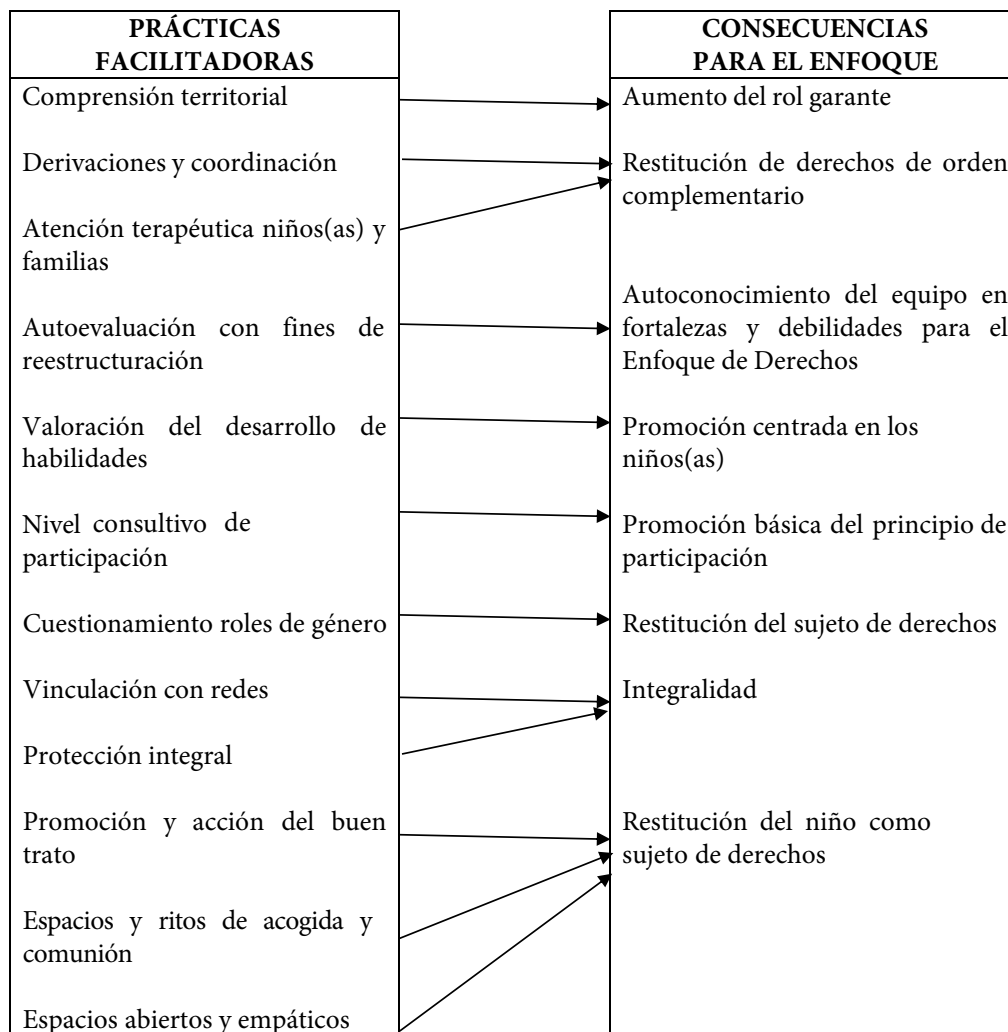 PRÁCTICAS
FACILITADORAS
Comprensión territorial
Derivaciones y coordinación
Atención terapéutica niños(as) y
familias
Autoevaluación con fines de
reestructuración
Valoración del desarrollo de
habilidades
Nivel consultivo de
participación
Cuestionamiento roles de género
Vinculación con redes
Protección integral
Promoción y acción del buen
trato
Espacios y ritos de acogida y
comunión
Espacios abiertos y empáticos
CONSECUENCIAS
PARA EL ENFOQUE
Aumento del rol garante
Restitución de derechos de orden
complementario
Autoconocimiento del equipo en
fortalezas y debilidades para el
Enfoque de Derechos
Promoción centrada en los
niños(as)
Promoción básica del principio de
participación
Restitución del sujeto de derechos
Integralidad
Restitución del niño como
sujeto de derechos